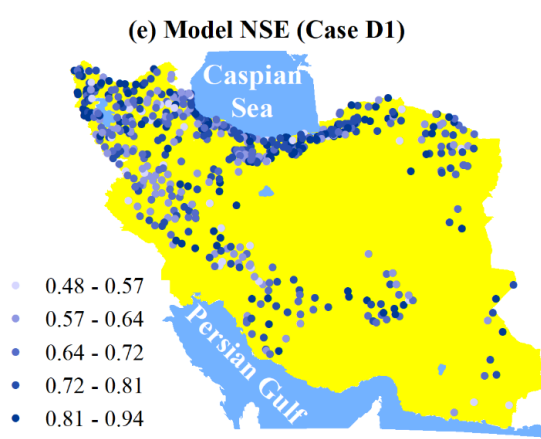 (e) Model NSE (Case D1)
Caspian
Sea
0.48 - 0.57
0.57 - 0.64
0.64 - 0.72
0.72 - 0.81
0.81 - 0.94
Persian Gulf